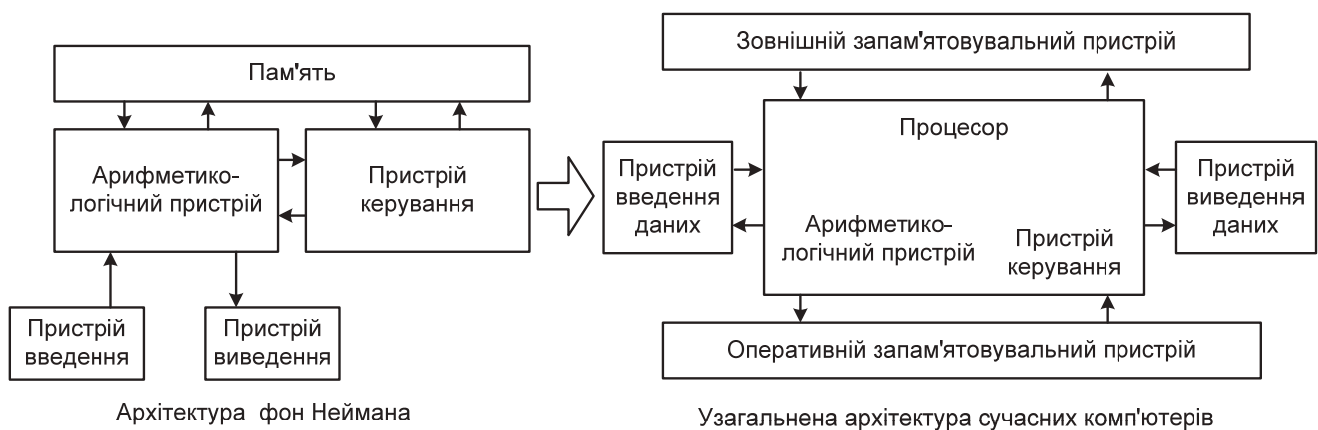 Пам'ять
Арифметико-
логічний пристрій
Пристрій
керування
Пристрій
введення
Пристрій
виведення
Архітектура фон Неймана
Зовнішній запам'ятовувальний пристрій
Процесор
Пристрій
введення
даних
Арифметико-
логічний пристрій
Пристрій
керування
Пристрій
виведення
даних
Оперативній запам'ятовувальний пристрій
Узагальнена архітектура сучасних комп'ютерів